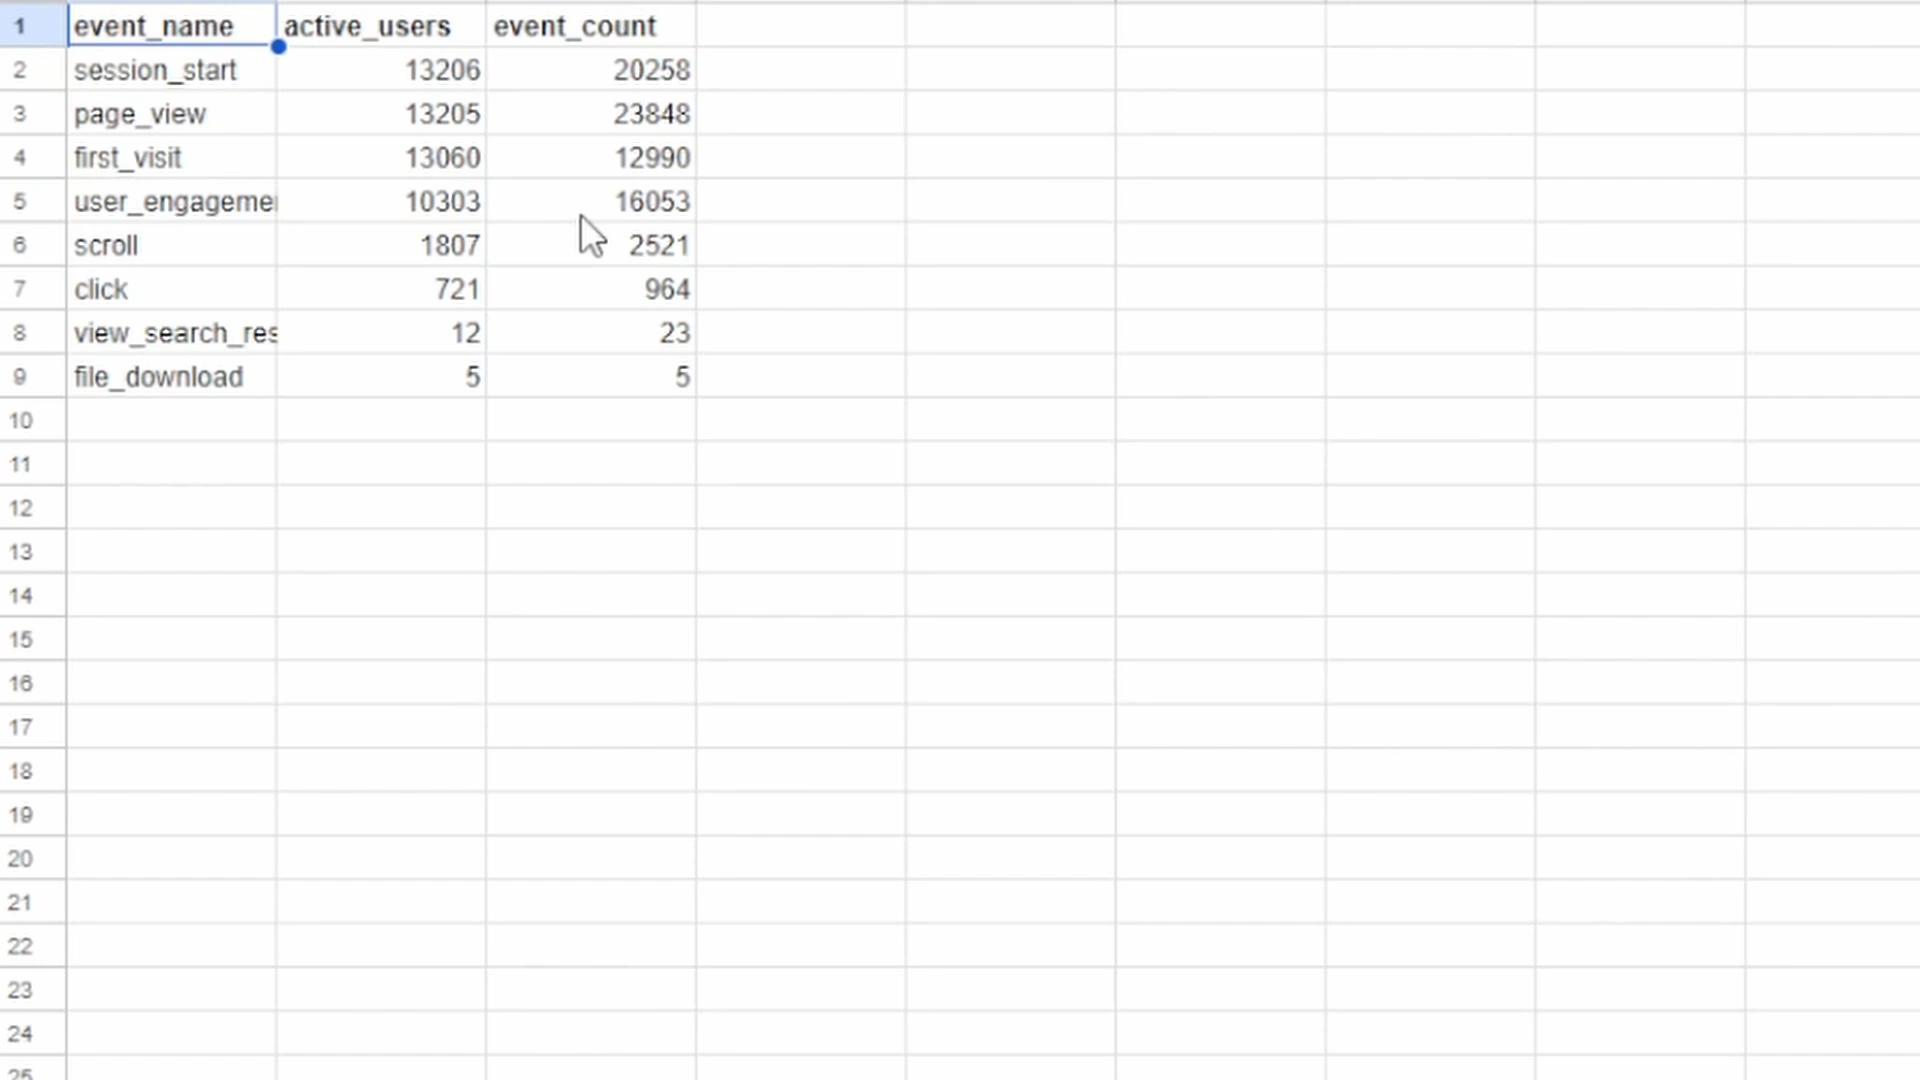 1 event_name active_users event_count
2 session_start 13206 20258
3 page_view 13205 23848
4 first_visit 13060 12990
5 user_engagemen 10303 16053
6 scroll 1807 2521
7 click 721 964
8 view_search_res 12 23
9 file_download 5 5
10
11
12
13
14
15
16
17
18
19
20
21
22
23
24
25